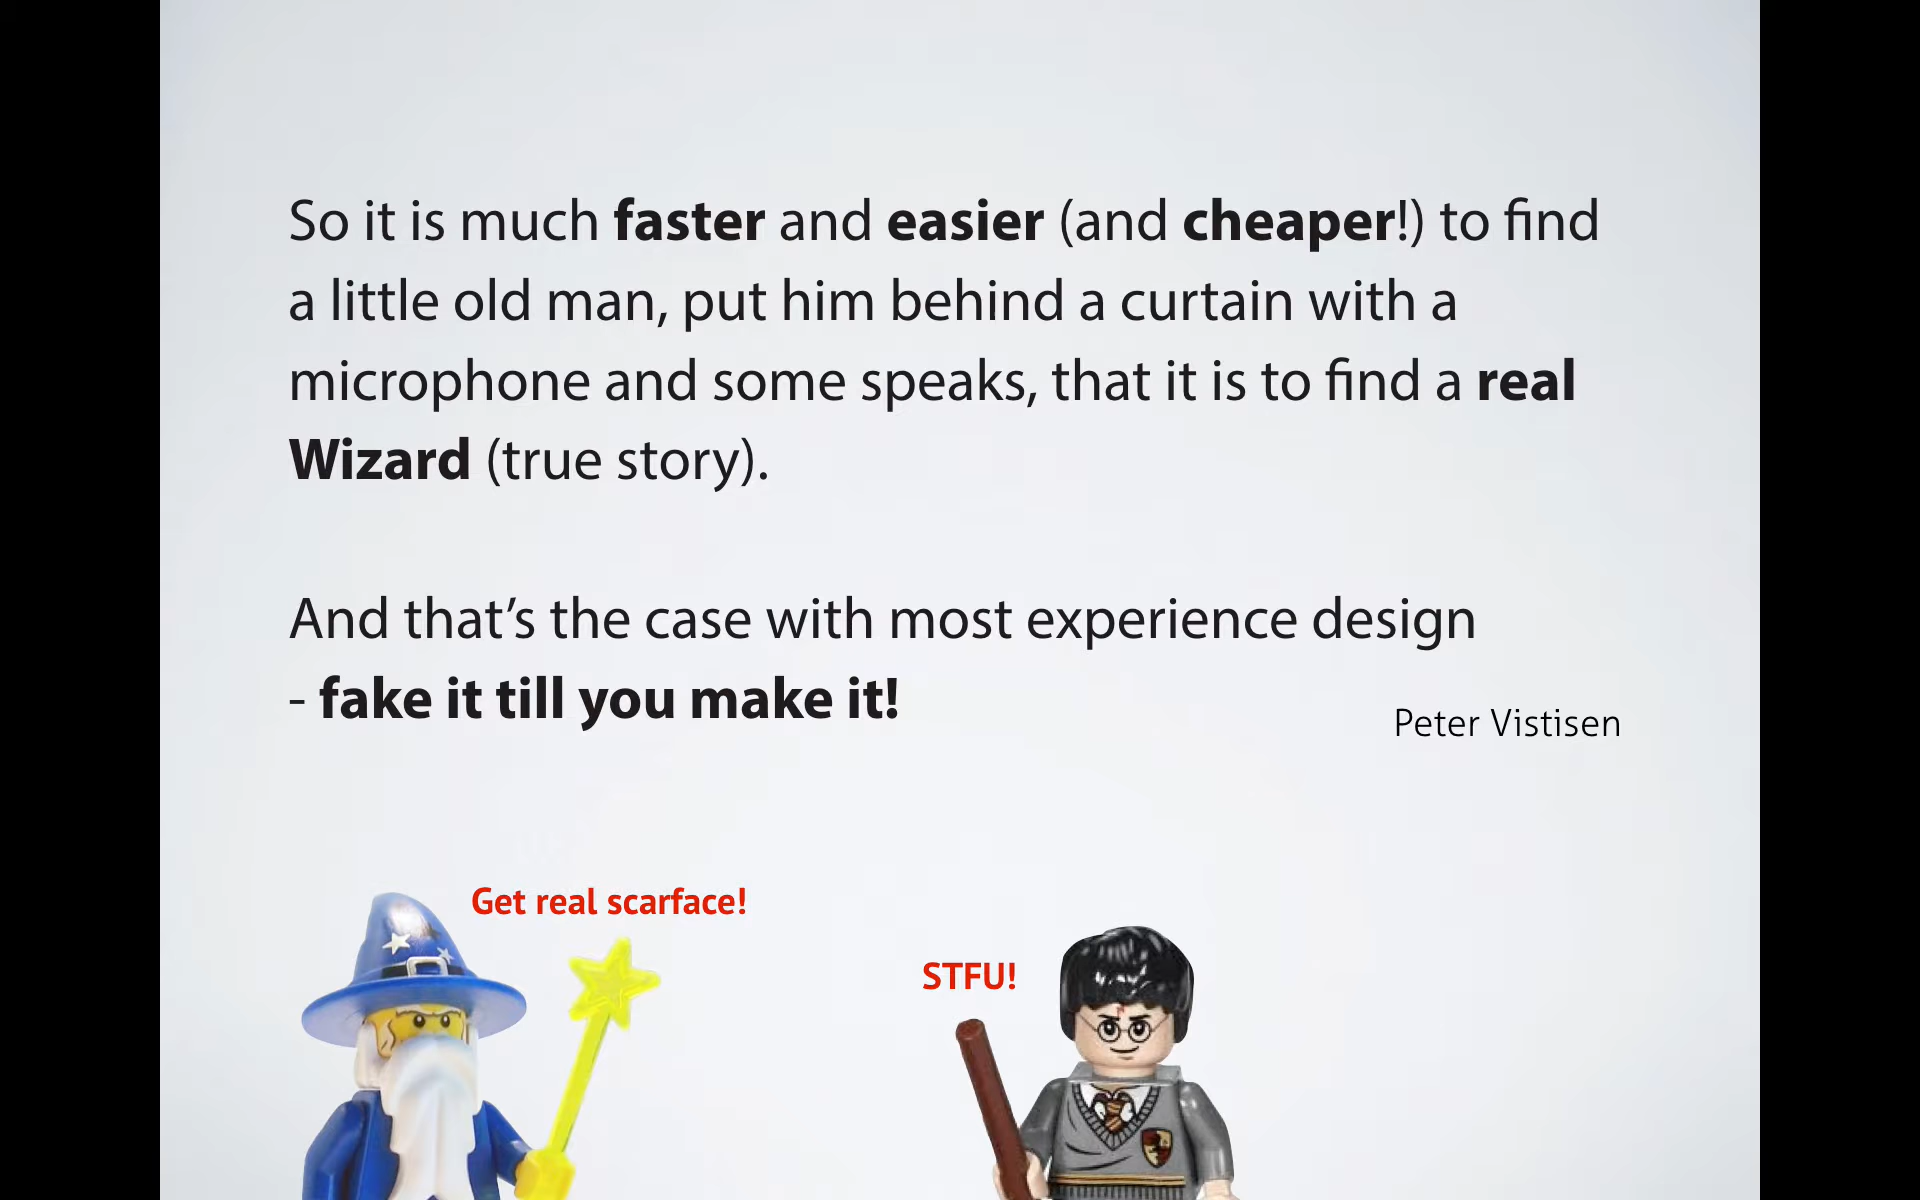 So it is much faster and easier (and cheaper!) to find
a little old man, put him behind a curtain with a
microphone and some speaks, that it is to find a real
Wizard (true story).
And that’s the case with most experience design
- fake it till you make it!
Peter Vistisen
Get real scarface!
STFU!